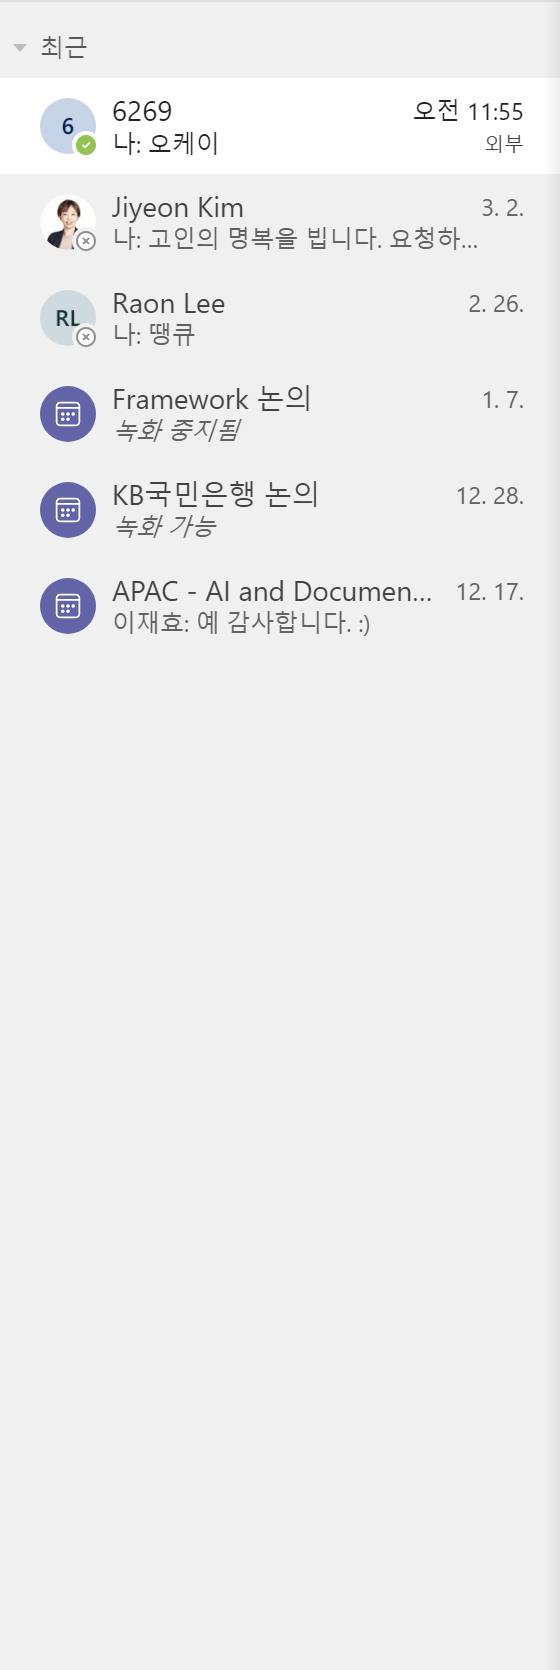 최근
6
6269
오전 11:55
나: 오케이
외부
Jiyeon Kim
3. 2.
나: 고인의 명복을 빕니다. 요청하...
RL
Raon Lee
2. 26.
나: 땡큐
Framework 논의
1. 7.
녹화 중지됨
KB국민은행 논의
12. 28.
녹화 가능
APAC - AI and Documen...
12. 17.
이재효: 예 감사합니다. :)